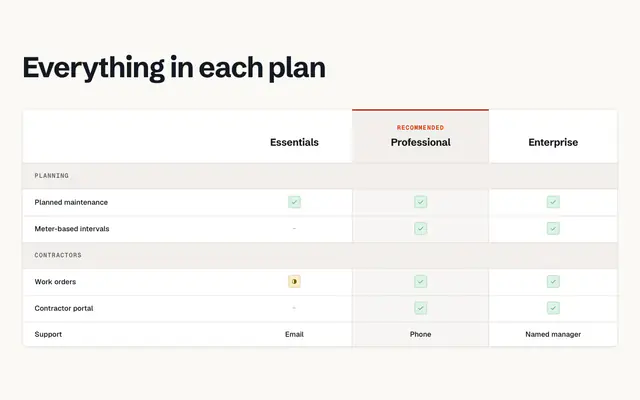 Everything in each plan
RECOMMENDED
Essentials Professional Enterprise
PLANNING
Planned maintenance
Meter-based intervals - 
CONTRACTORS
Work orders
Contractor portal - 
Support Email Phone Named manager